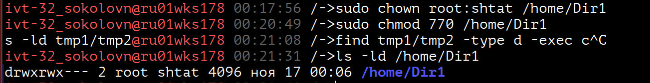 ivt-32_sokolovn@ru01wks178 00:17:56 /->sudo chown root:shtat /home/Dir1
ivt-32_sokolovn@ru01wks178 00:20:49 /->sudo chmod 770 /home/Dir1
s -ld tmp1/tmp2@ru01wks178 00:21:08 /->find tmp1/tmp2 -type d -exec c^C
ivt-32_sokolovn@ru01wks178 00:21:31 /->ls -ld /home/Dir1
drwxrwx--- 2 root shtat 4096 ноя 17 00:06 /home/Dir1